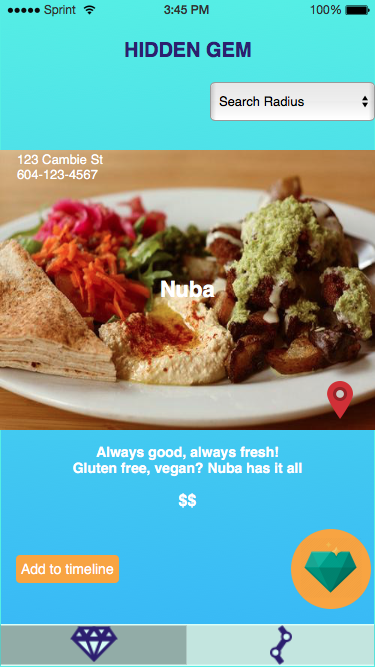 Sprint 3:45 PM 100%
HIDDEN GEM
Search Radius
123 Cambie St
604-123-4567
Nuba
Always good, always fresh!
Gluten free, vegan? Nuba has it all
$$
Add to timeline